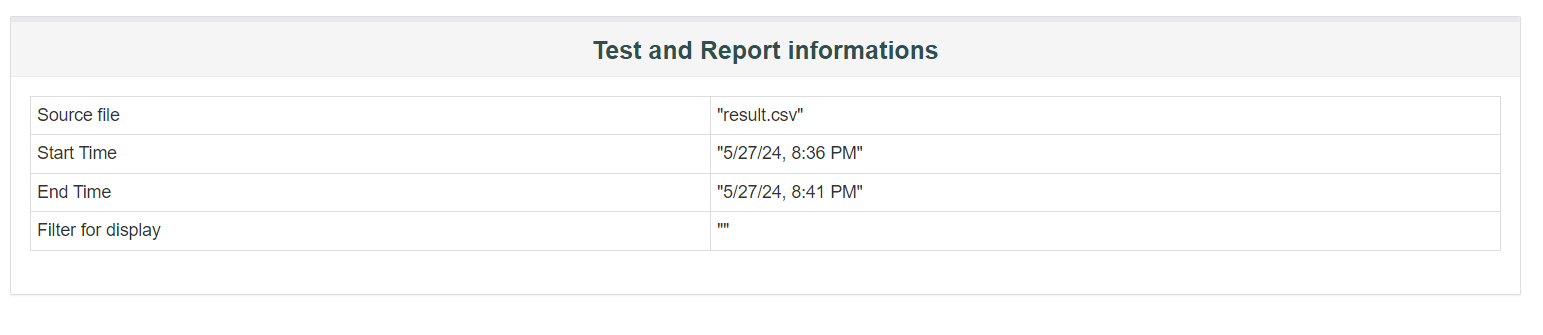 Test and Report informations
Source file "result.csv"
Start Time "5/27/24, 8:36 PM"
End Time "5/27/24, 8:41 PM"
Filter for display ""